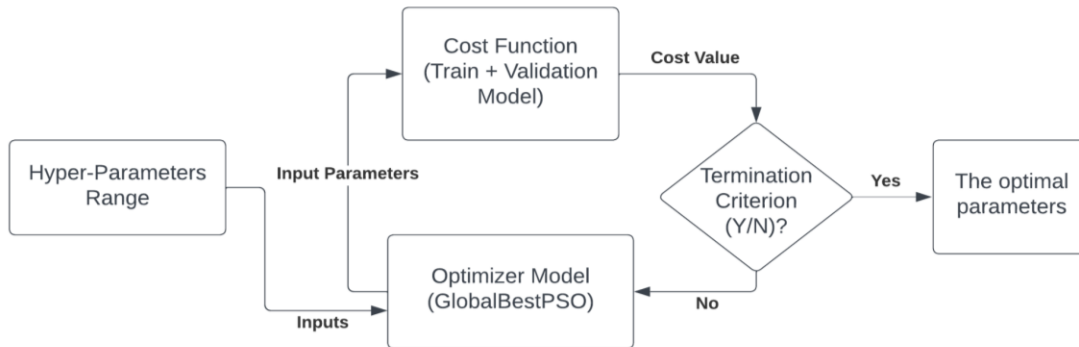 Cost Function
(Train + Validation
Model)
Cost Value
Hyper-Parameters
Range
Input Parameters
Termination
Criterion
(Y/N)?
Yes
The optimal
parameters
Optimizer Model
(GlobalBestPSO)
Inputs
No